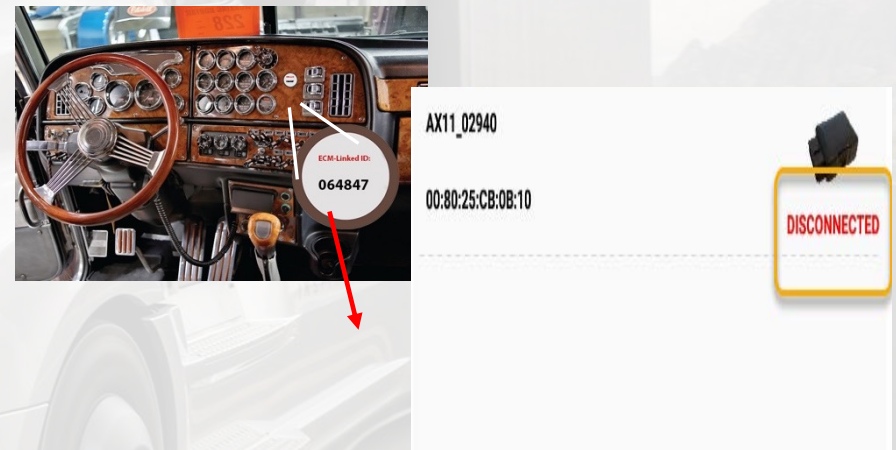 ECM-Linked ID:
064847
AX11_02940
00:80:25:CB:0B:10
DISCONNECTED